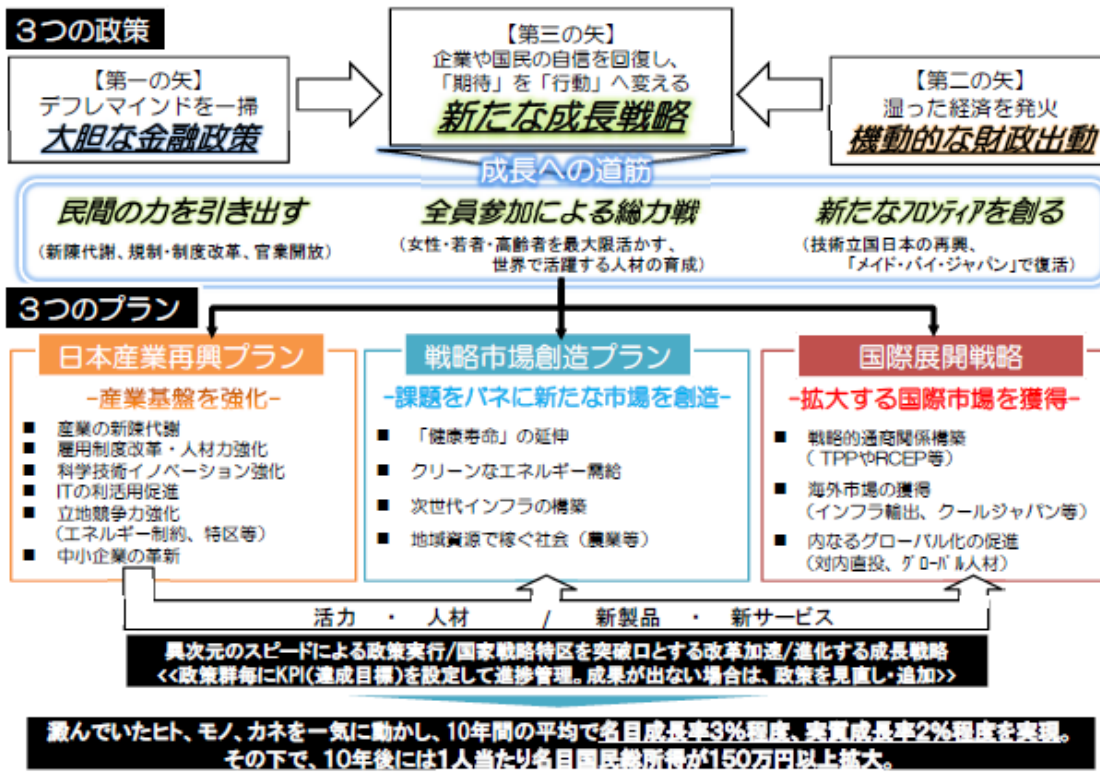 3つの政策
【第一の矢】
デフレマインドを一掃
大胆な金融政策
【第三の矢】
企業や国民の自信を回復し、
「期待」を「行動」へ変える
新たな成長戦略
【第二の矢】
湿った経済を発火
機動的な財政出動
成長への道筋
民間の力を引き出す
(新陳代謝、規制・制度改革、官業開放)
全員参加による総力戦
(女性・若者・高齢者を最大限活かす、
世界で活躍する人材の育成)
新たなフロンティアを創る
(技術立国日本の再興、
「メイド・バイ・ジャパン」で復活)
3つのプラン
日本産業再興プラン
-産業基盤を強化-
■ 産業の新陳代謝
■ 雇用制度改革・人材力強化
■ 科学技術イノベーション強化
■ ITの利活用促進
■ 立地競争力強化
(エネルギー制約、特区等)
■ 中小企業の革新
戦略市場創造プラン
-課題をバネに新たな市場を創造-
■ 「健康寿命」の延伸
■ クリーンなエネルギー需給
■ 次世代インフラの構築
■ 地域資源で稼ぐ社会(農業等)
国際展開戦略
-拡大する国際市場を獲得-
■ 戦略的通商関係構築
( TPPやRCEP等)
■ 海外市場の獲得
(インフラ輸出、クールジャパン等)
■ 内なるグローバル化の促進
(対内直投、グローバル人材)
活力 ・ 人材 / 新製品 ・ 新サービス
異次元のスピードによる政策実行/国家戦略特区を突破口とする改革加速/進化する成長戦略
<<政策群毎にKPI(達成目標)を設定して進捗管理。成果が出ない場合は、政策を見直し・追加>>
澱んでいたヒト、モノ、カネを一気に動かし、10年間の平均で名目成長率3%程度、実質成長率2%程度を実現。
その下で、10年後には1人当たり名目国民総所得が150万円以上拡大。